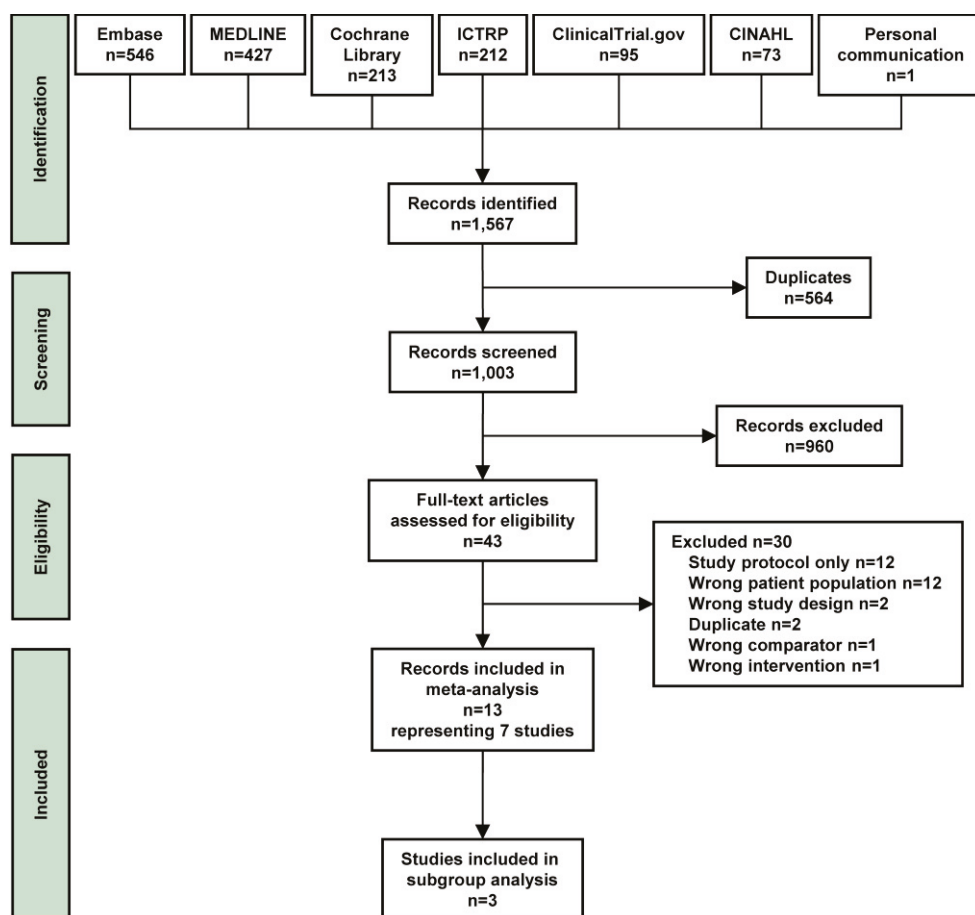 Embase
n=546
MEDLINE
n=427
Cochrane
Library
n=213
ICTRP
n=212
ClinicalTrial.gov
n=95
CINAHL
n=73
Personal
communication
n=1
Identification
Records identified
n=1,567
Duplicates
n=564
Screening
Records screened
n=1,003
Records excluded
n=960
Eligibility
Full-text articles
assessed for eligibility
n=43
Excluded n=30
Study protocol only n=12
Wrong patient population n=12
Wrong study design n=2
Duplicate n=2
Wrong comparator n=1
Wrong intervention n=1
Included
Records included in
meta-analysis
n=13
representing 7 studies
Studies included in
subgroup analysis
n=3